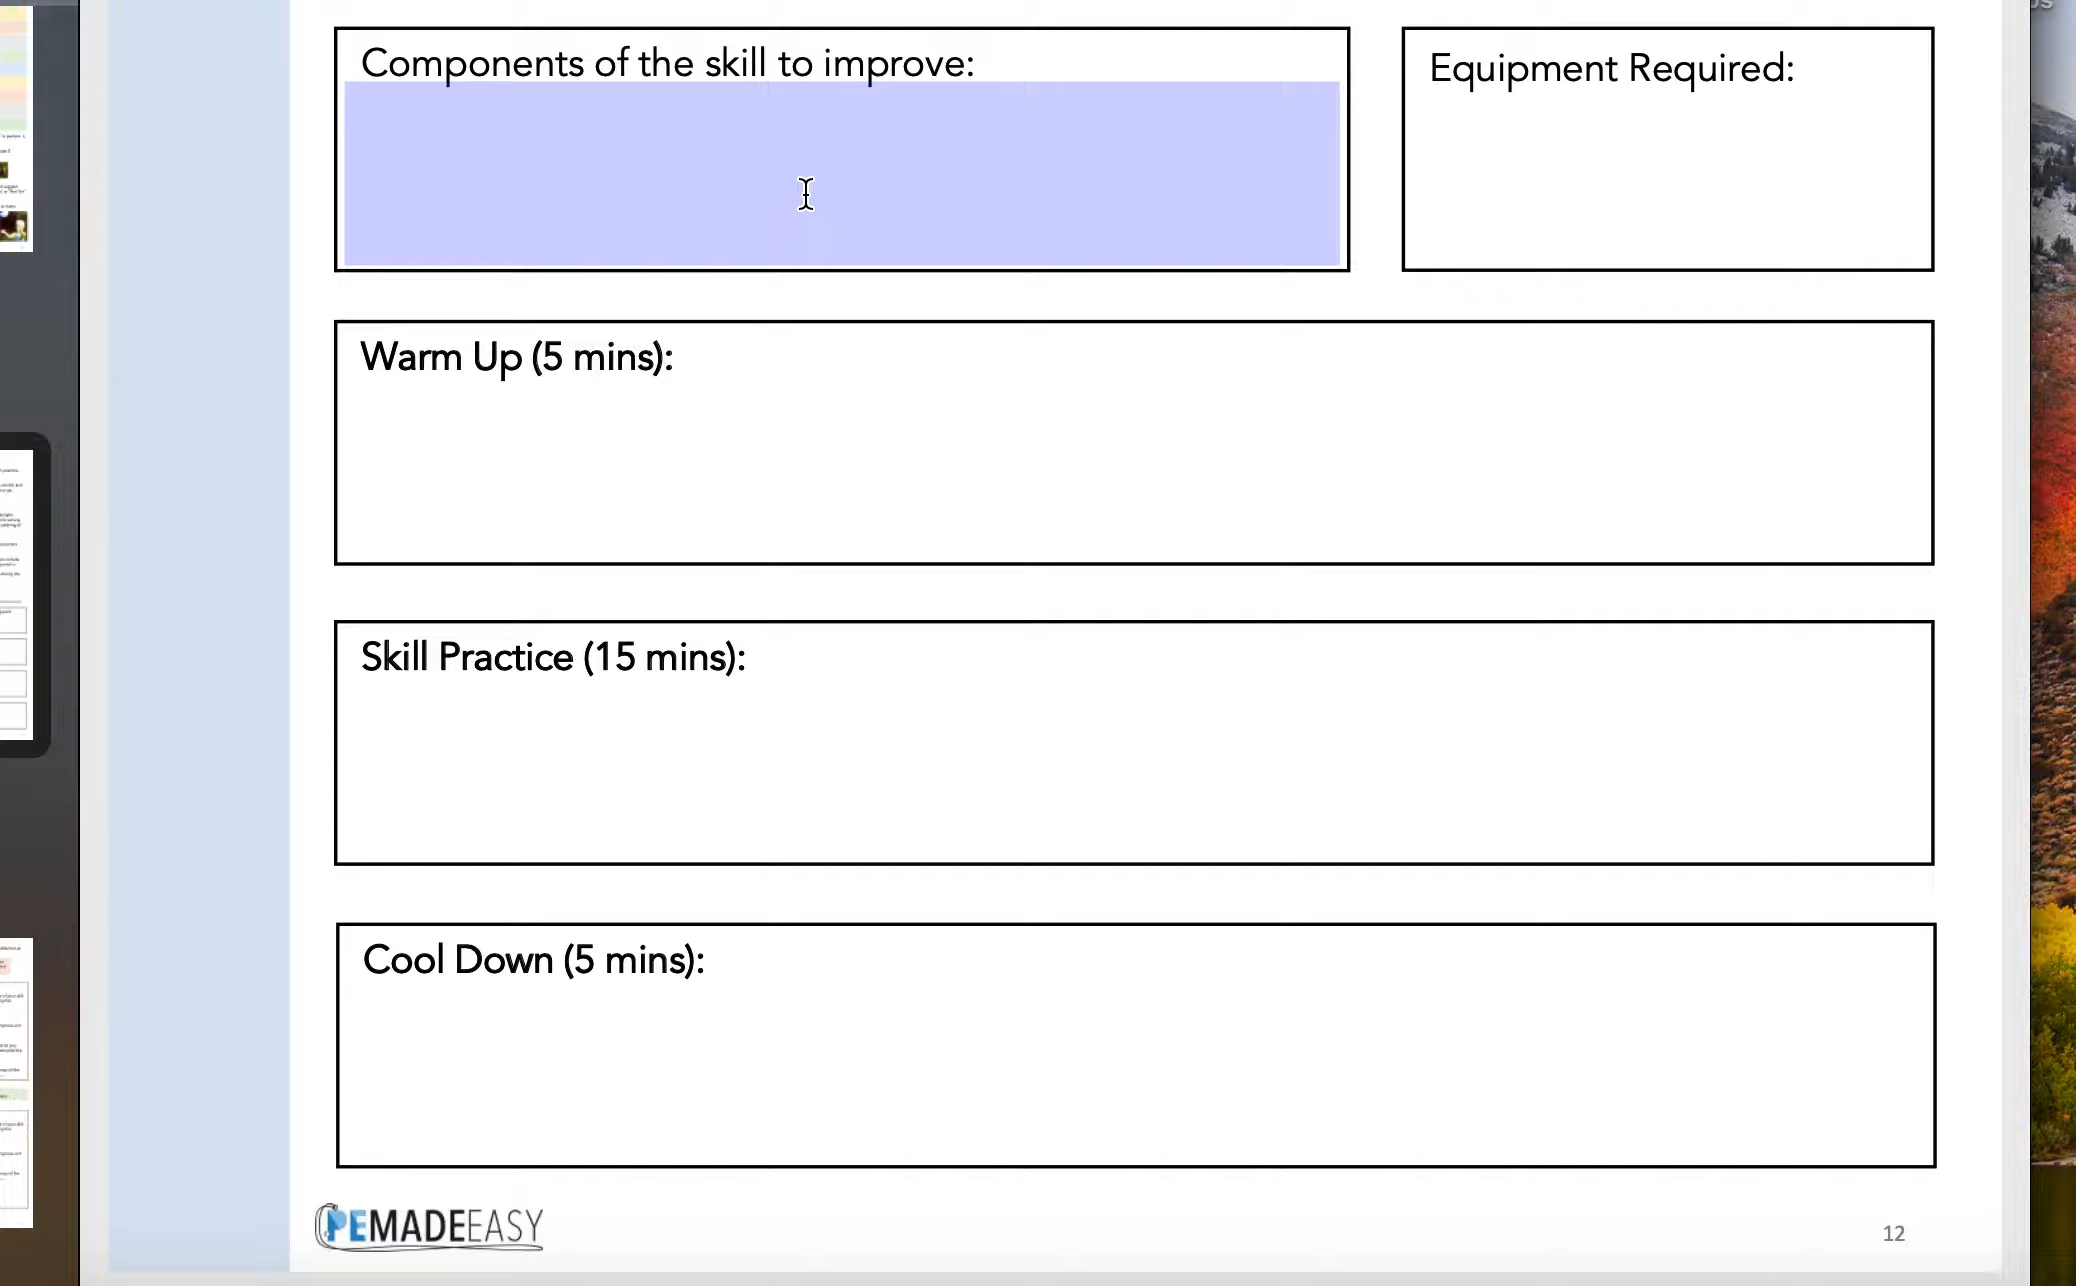 Components of the skill to improve:
Equipment Required:
Warm Up (5 mins):
Skill Practice (15 mins):
Cool Down (5 mins):
PEMADEEASY
12